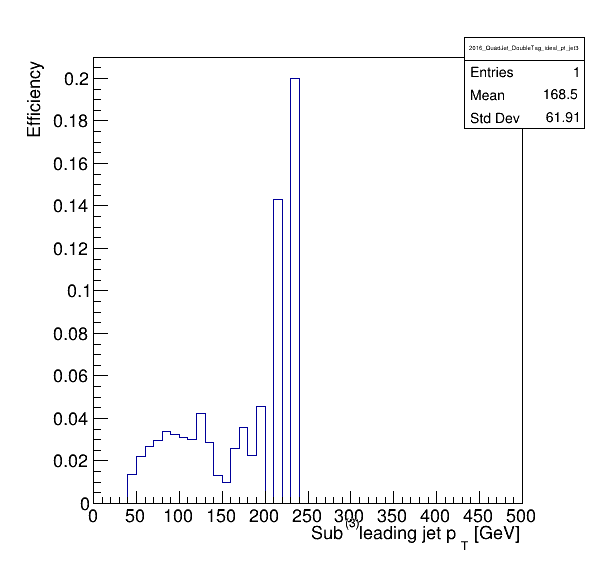 2016_QuadJet_DoubleTag_ideal_pt_jet3
Entries 1
Mean 168.5
Std Dev 61.91
Efficiency
0.2
0.18
0.16
0.14
0.12
0.1
0.08
0.06
0.04
0.02
0
0 50 100 150 200 250 300 350 400 450 500
Sub(3)leading jet pT [GeV]